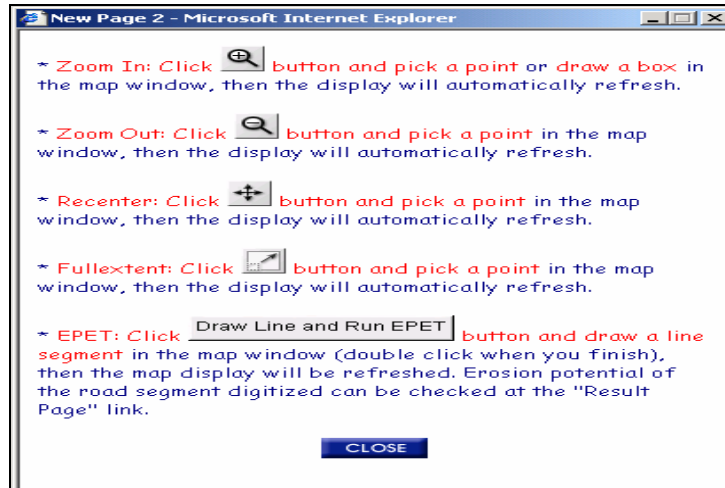 New Page 2 - Microsoft Internet Explorer
* Zoom In: Click button and pick a point or draw a box in
the map window, then the display will automatically refresh.
* Zoom Out: Click button and pick a point in the map
window, then the display will automatically refresh.
* Recenter: Click button and pick a point in the map
window, then the display will automatically refresh.
* Fullextent: Click button and pick a point in the map
window, then the display will automatically refresh.
* EPET: Click Draw Line and Run EPET button and draw a line
segment in the map window (double click when you finish),
then the map display will be refreshed. Erosion potential of
the road segment digitized can be checked at the "Result
Page" link.
CLOSE